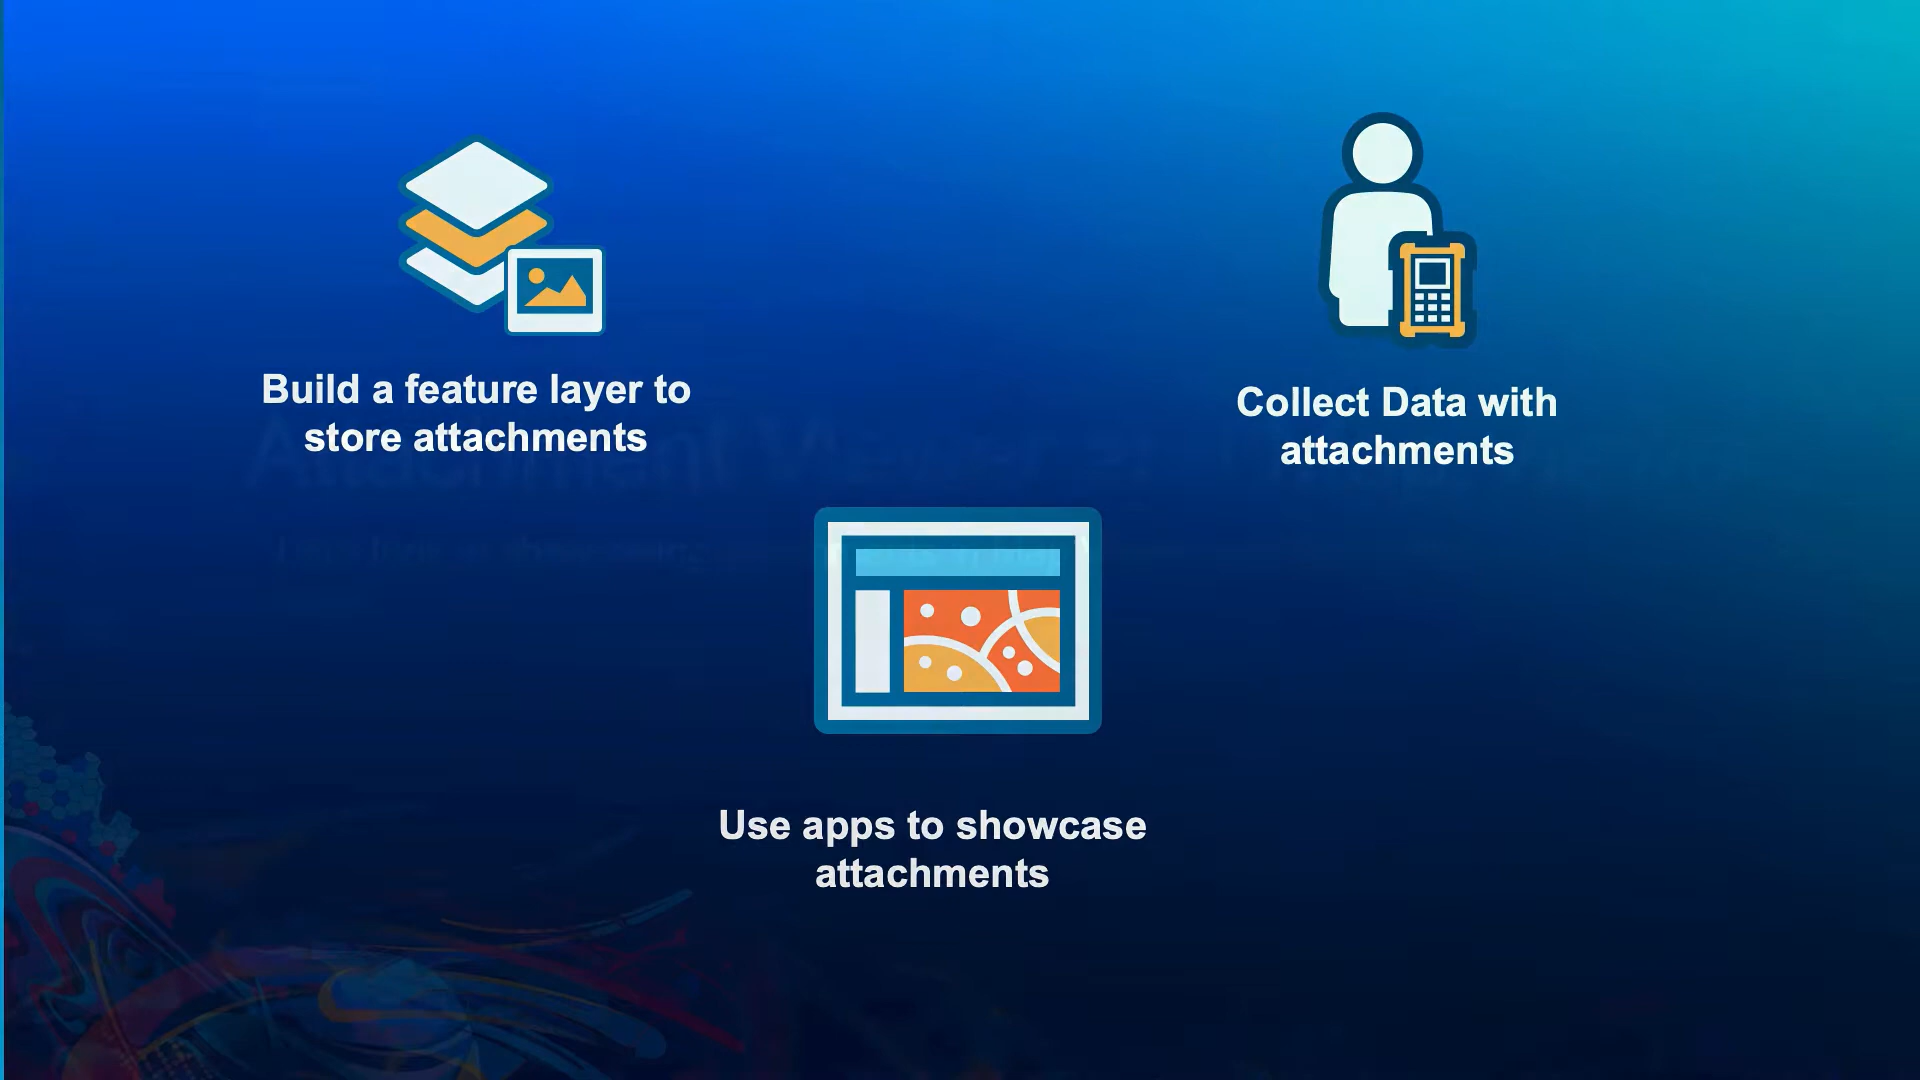 Build a feature layer to
store attachments
Collect Data with
attachments
Use apps to showcase
attachments